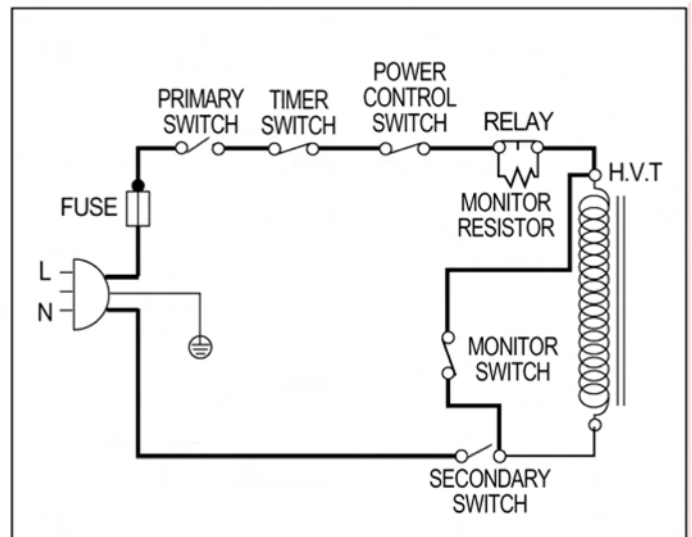 PRIMARY
SWITCH
TIMER
SWITCH
POWER
CONTROL
SWITCH
RELAY
H.V.T
MONITOR
RESISTOR
FUSE
L
N
MONITOR
SWITCH
SECONDARY
SWITCH